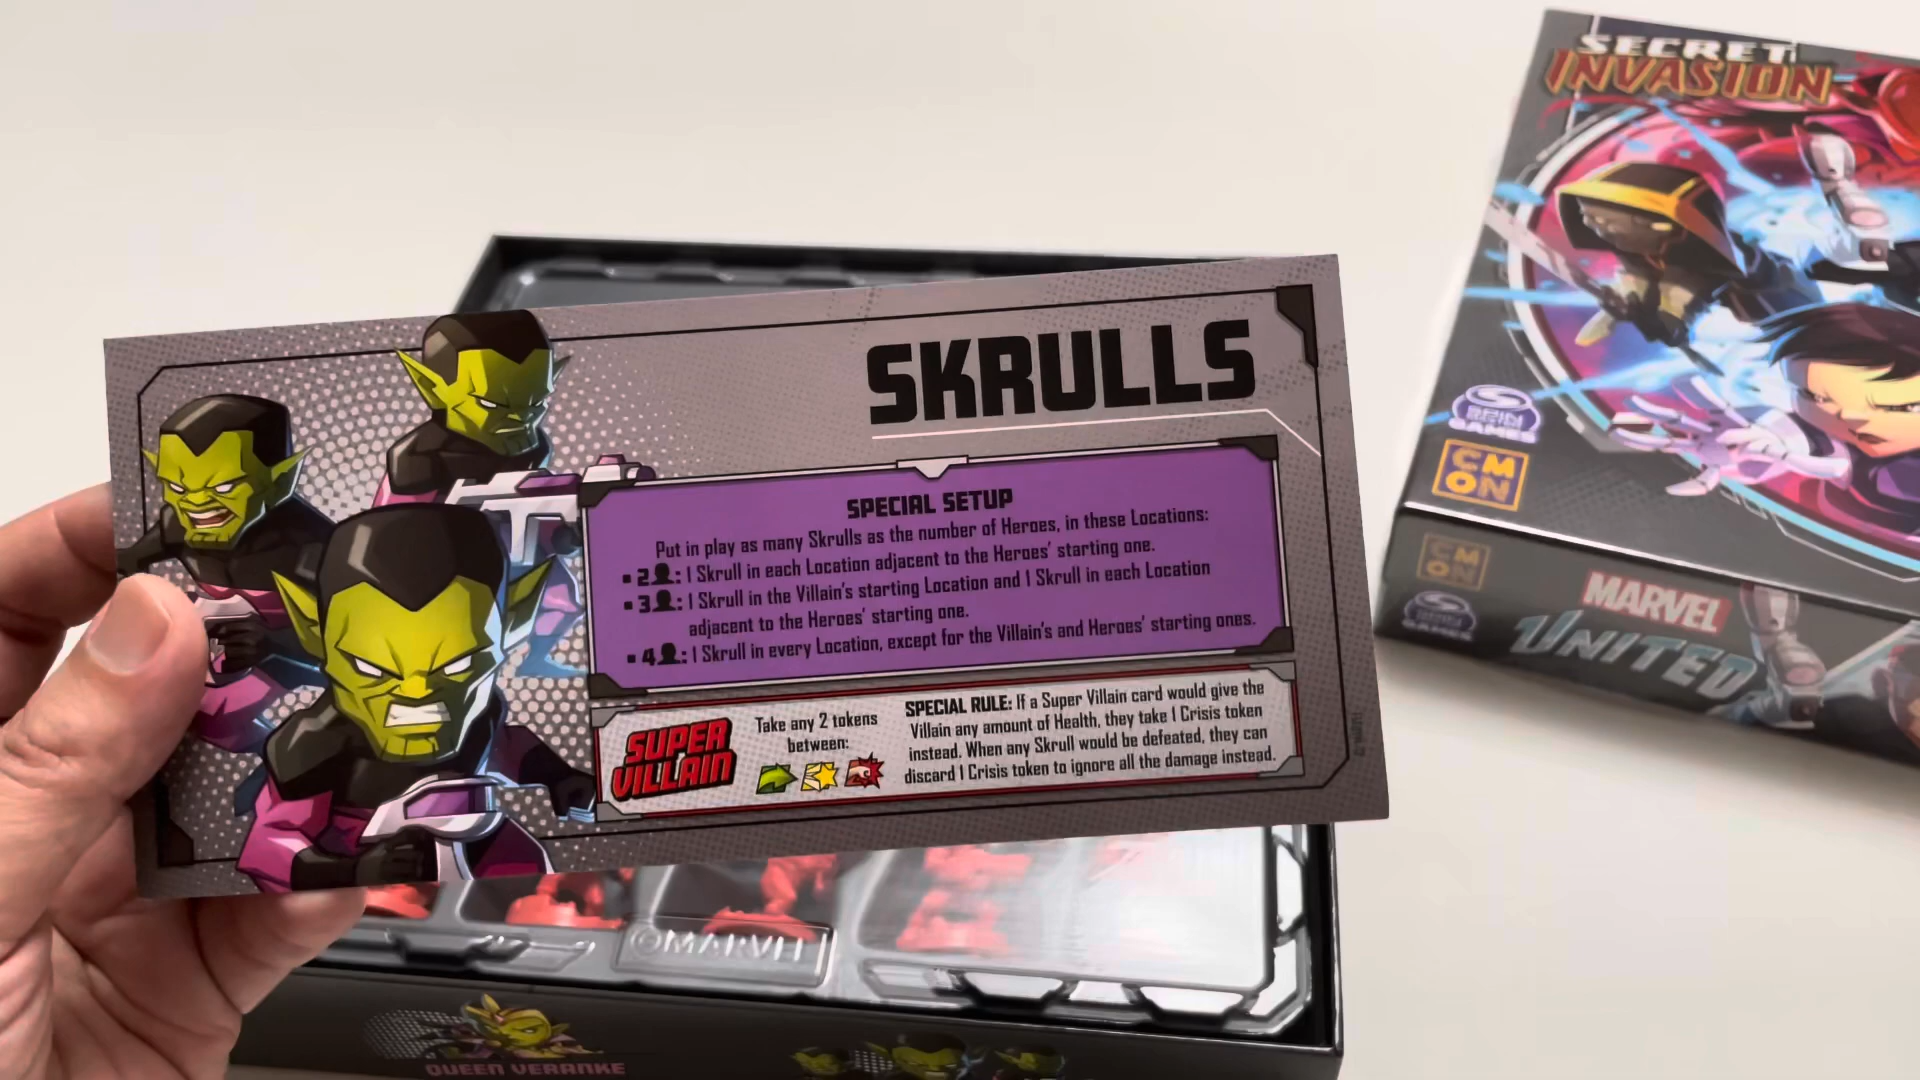 SECRET
INVASION
SKRULLS
SPECIAL SETUP
Put in play as many Skrulls as the number of Heroes, in these Locations:
▪ 2: 1 Skrull in each Location adjacent to the Heroes' starting one.
▪ 3: 1 Skrull in the Villain's starting Location and 1 Skrull in each Location
adjacent to the Heroes' starting one.
▪ 4: 1 Skrull in every Location, except for the Villain's and Heroes' starting ones.
SUPER
VILLAIN
Take any 2 tokens
between:
SPECIAL RULE: If a Super Villain card would give the
Villain any amount of Health, they take 1 Crisis token
instead. When any Skrull would be defeated, they can
discard 1 Crisis token to ignore all the damage instead.
SPIN
GAMES
CM
ON
CM
ON
GAMES
MARVEL
UNITED
©MARVEL
QUEEN VERANKE